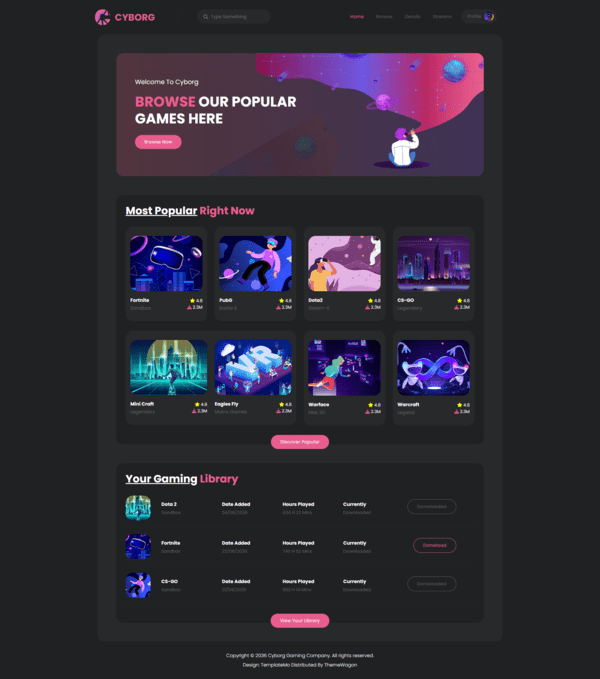 CYBORG
Type Something
Home
Browse
Details
Streams
Profile
Welcome To Cyborg
BROWSE OUR POPULAR
GAMES HERE
Browse Now
Most Popular Right Now
Fortnite
4.8
Sandbox
2.3M
PubG
4.8
Battle S
2.3M
Dota2
4.8
Steam-X
2.3M
CS-GO
4.8
Legendary
2.3M
Mini Craft
4.8
Legendary
2.3M
Eagles Fly
4.8
Matrix Games
2.3M
Warface
4.8
Max 3D
2.3M
Warcraft
4.8
Legend
2.3M
Discover Popular
Your Gaming Library
Dota 2
Date Added
Hours Played
Currently
Sandbox
24/08/2036
634 H 22 Mins
Downloaded
Donwloaded
Fortnite
Date Added
Hours Played
Currently
Sandbox
22/06/2036
740 H 52 Mins
Downloaded
Donwload
CS-GO
Date Added
Hours Played
Currently
Sandbox
21/04/2036
892 H 14 Mins
Downloaded
Donwloaded
View Your Library
Copyright © 2036 Cyborg Gaming Company. All rights reserved.
Design: TemplateMo Distributed By ThemeWagon